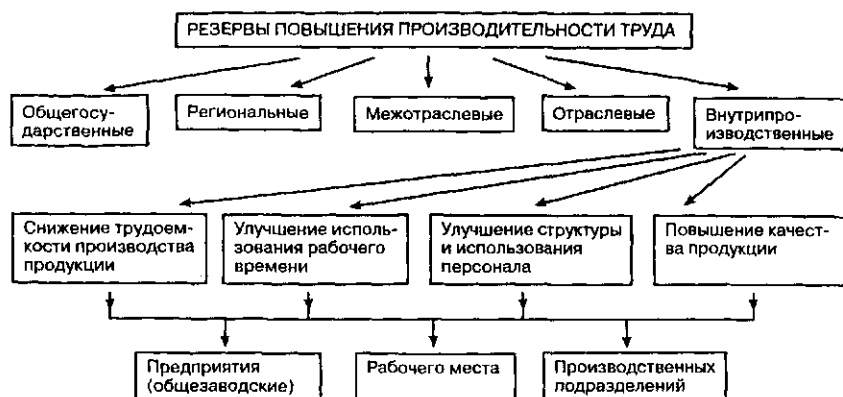 РЕЗЕРВЫ ПОВЫШЕНИЯ ПРОИЗВОДИТЕЛЬНОСТИ ТРУДА
Общегосу-
дарственные
Региональные
Межотраслевые
Отраслевые
Внутрипро-
изводственные
Снижение трудоем-
кости производства
продукции
Улучшение исполь-
зования рабочего
времени
Улучшение структуры
и использования
персонала
Повышение качест-
ва продукции
Предприятия
(общезаводские)
Рабочего места
Производственных
подразделений